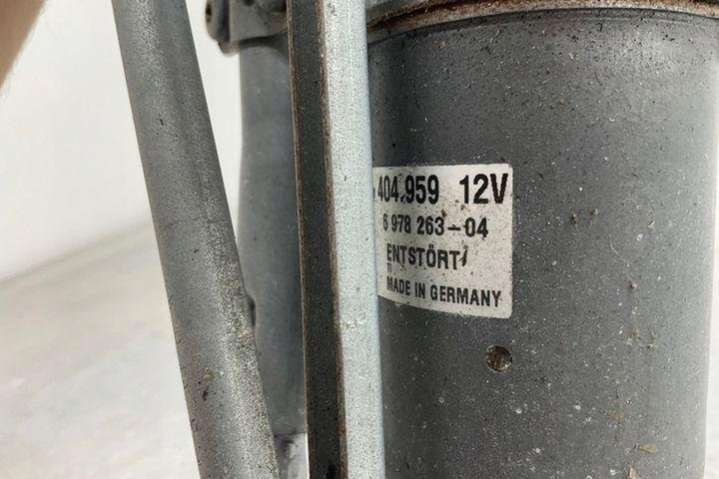 404.959 12V
6 978 263-04
ENTSTÖRT
MADE IN GERMANY